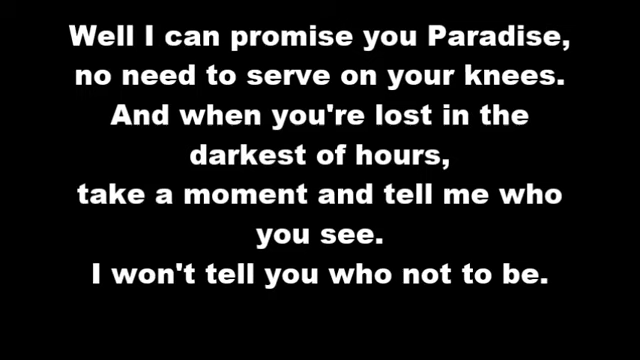 Well I can promise you Paradise,
no need to serve on your knees.
And when you're lost in the
darkest of hours,
take a moment and tell me who
you see.
I won't tell you who not to be.